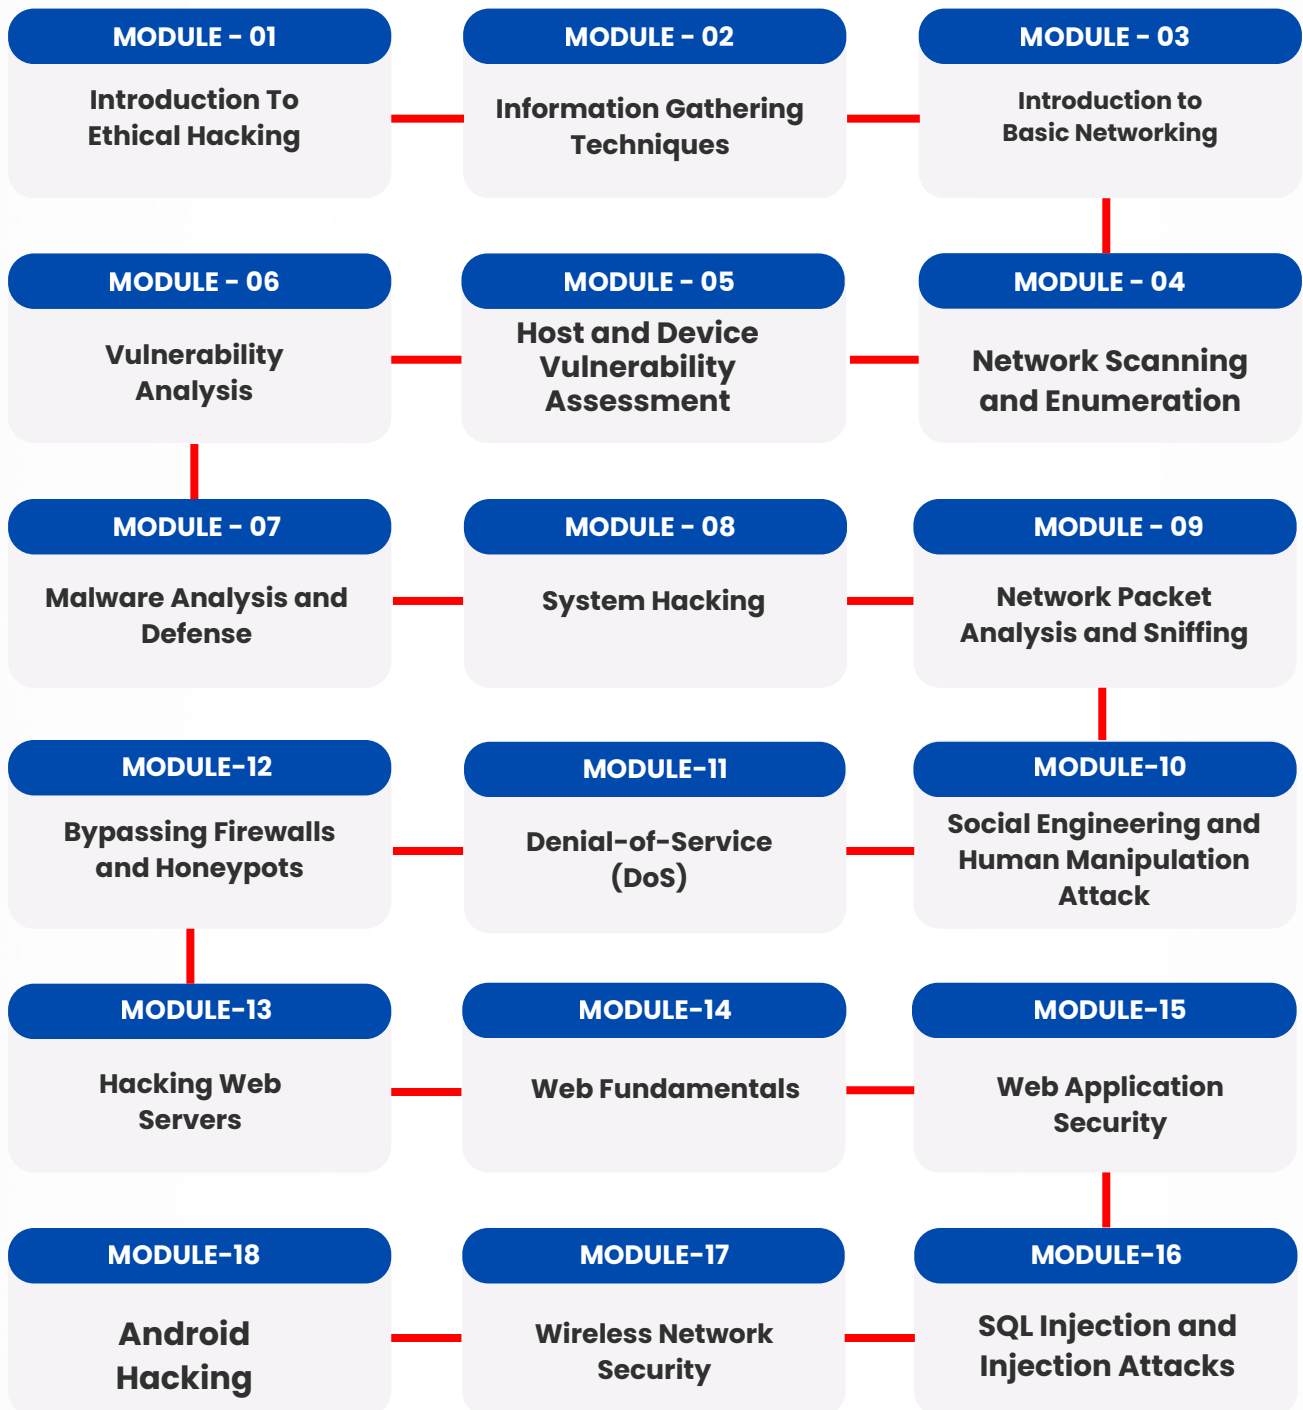 MODULE - 01
Introduction To
Ethical Hacking
MODULE - 02
Information Gathering
Techniques
MODULE - 03
Introduction to
Basic Networking
MODULE - 06
Vulnerability
Analysis
MODULE - 05
Host and Device
Vulnerability
Assessment
MODULE - 04
Network Scanning
and Enumeration
MODULE - 07
Malware Analysis and
Defense
MODULE - 08
System Hacking
MODULE - 09
Network Packet
Analysis and Sniffing
MODULE-12
Bypassing Firewalls
and Honeypots
MODULE-11
Denial-of-Service
(DoS)
MODULE-10
Social Engineering and
Human Manipulation
Attack
MODULE-13
Hacking Web
Servers
MODULE-14
Web Fundamentals
MODULE-15
Web Application
Security
MODULE-18
Android
Hacking
MODULE-17
Wireless Network
Security
MODULE-16
SQL Injection and
Injection Attacks